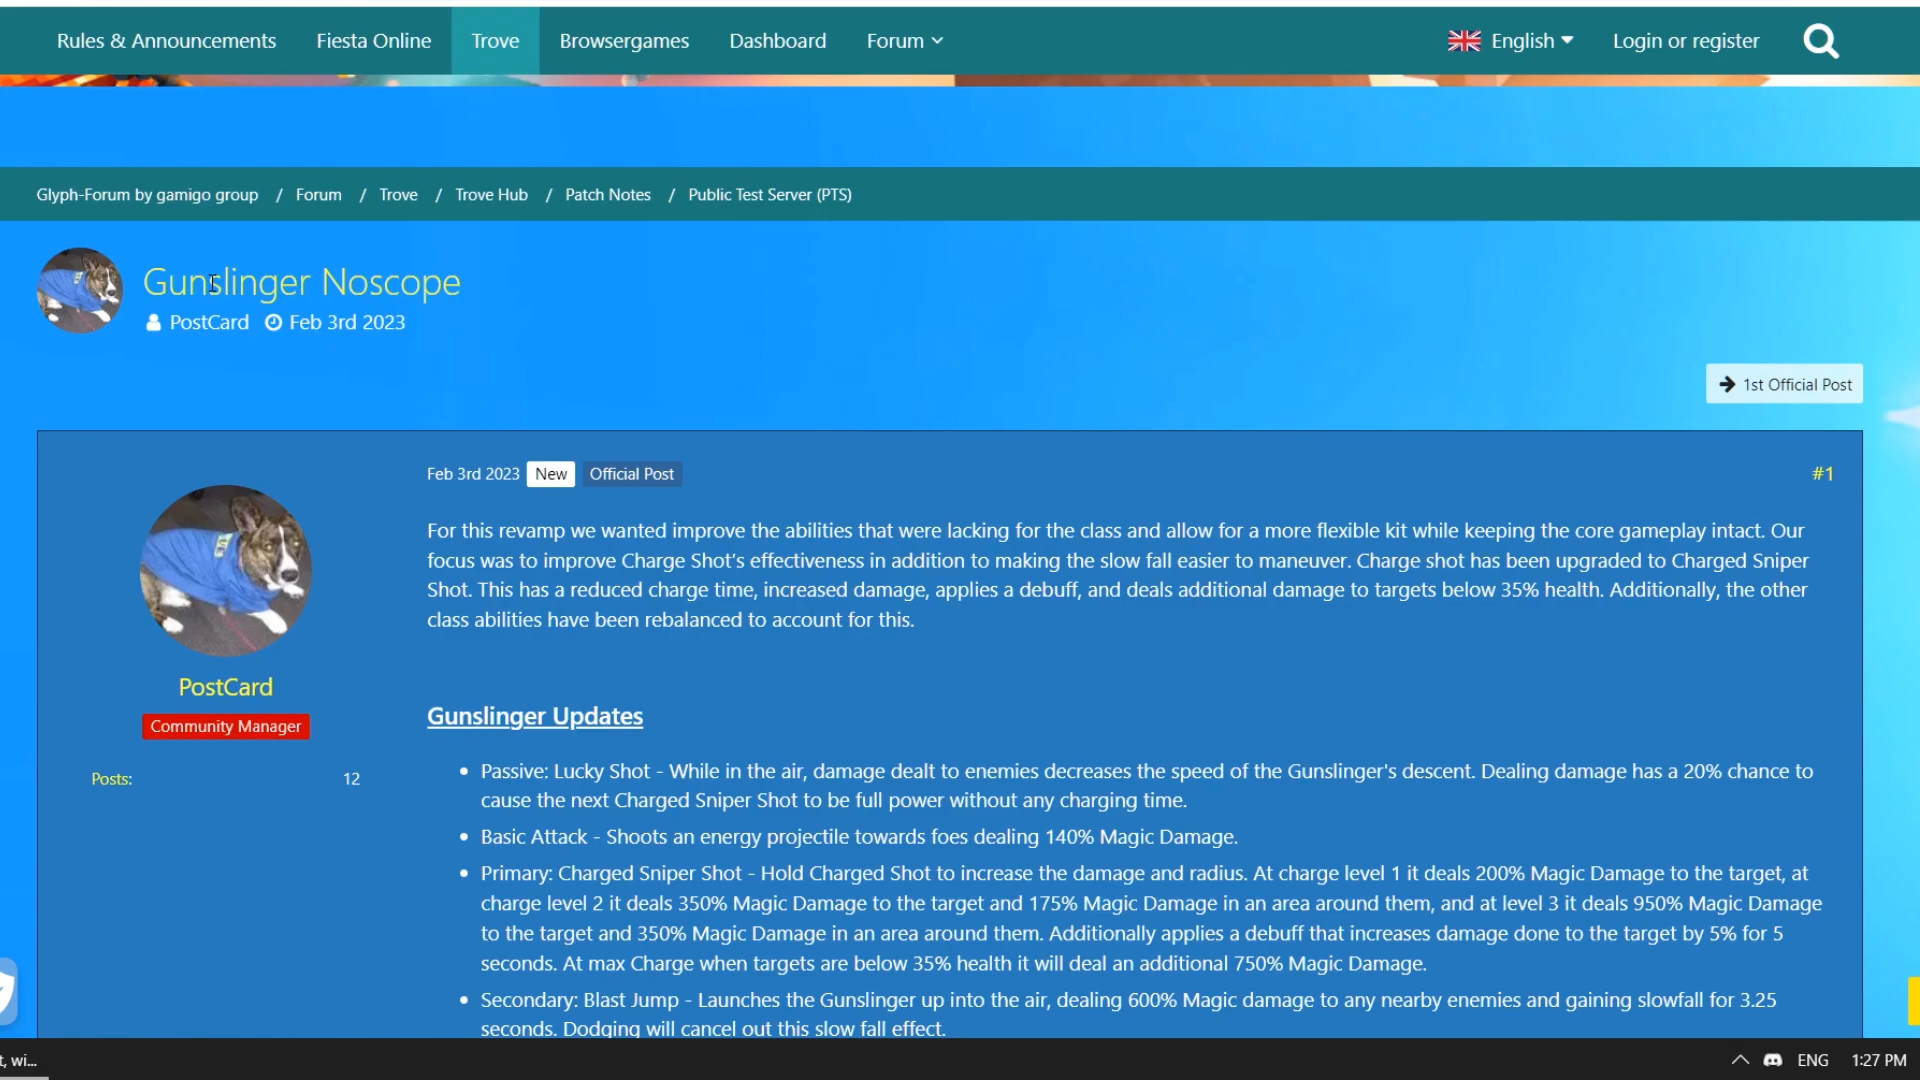 Rules & Announcements Fiesta Online Trove Browsergames Dashboard Forum English Login or register
Glyph-Forum by gamigo group / Forum / Trove / Trove Hub / Patch Notes / Public Test Server (PTS)
Gunslinger Noscope
PostCard Feb 3rd 2023
1st Official Post
Feb 3rd 2023 New Official Post #1
For this revamp we wanted improve the abilities that were lacking for the class and allow for a more flexible kit while keeping the core gameplay intact. Our
focus was to improve Charge Shot's effectiveness in addition to making the slow fall easier to maneuver. Charge shot has been upgraded to Charged Sniper
Shot. This has a reduced charge time, increased damage, applies a debuff, and deals additional damage to targets below 35% health. Additionally, the other
class abilities have been rebalanced to account for this.
PostCard
Community Manager
Posts: 12
Gunslinger Updates
• Passive: Lucky Shot - While in the air, damage dealt to enemies decreases the speed of the Gunslinger's descent. Dealing damage has a 20% chance to
cause the next Charged Sniper Shot to be full power without any charging time.
• Basic Attack - Shoots an energy projectile towards foes dealing 140% Magic Damage.
• Primary: Charged Sniper Shot - Hold Charged Shot to increase the damage and radius. At charge level 1 it deals 200% Magic Damage to the target, at
charge level 2 it deals 350% Magic Damage to the target and 175% Magic Damage in an area around them, and at level 3 it deals 950% Magic Damage
to the target and 350% Magic Damage in an area around them. Additionally applies a debuff that increases damage done to the target by 5% for 5
seconds. At max Charge when targets are below 35% health it will deal an additional 750% Magic Damage.
• Secondary: Blast Jump - Launches the Gunslinger up into the air, dealing 600% Magic damage to any nearby enemies and gaining slowfall for 3.25
seconds. Dodging will cancel out this slow fall effect.
t, wi... ENG 1:27 PM